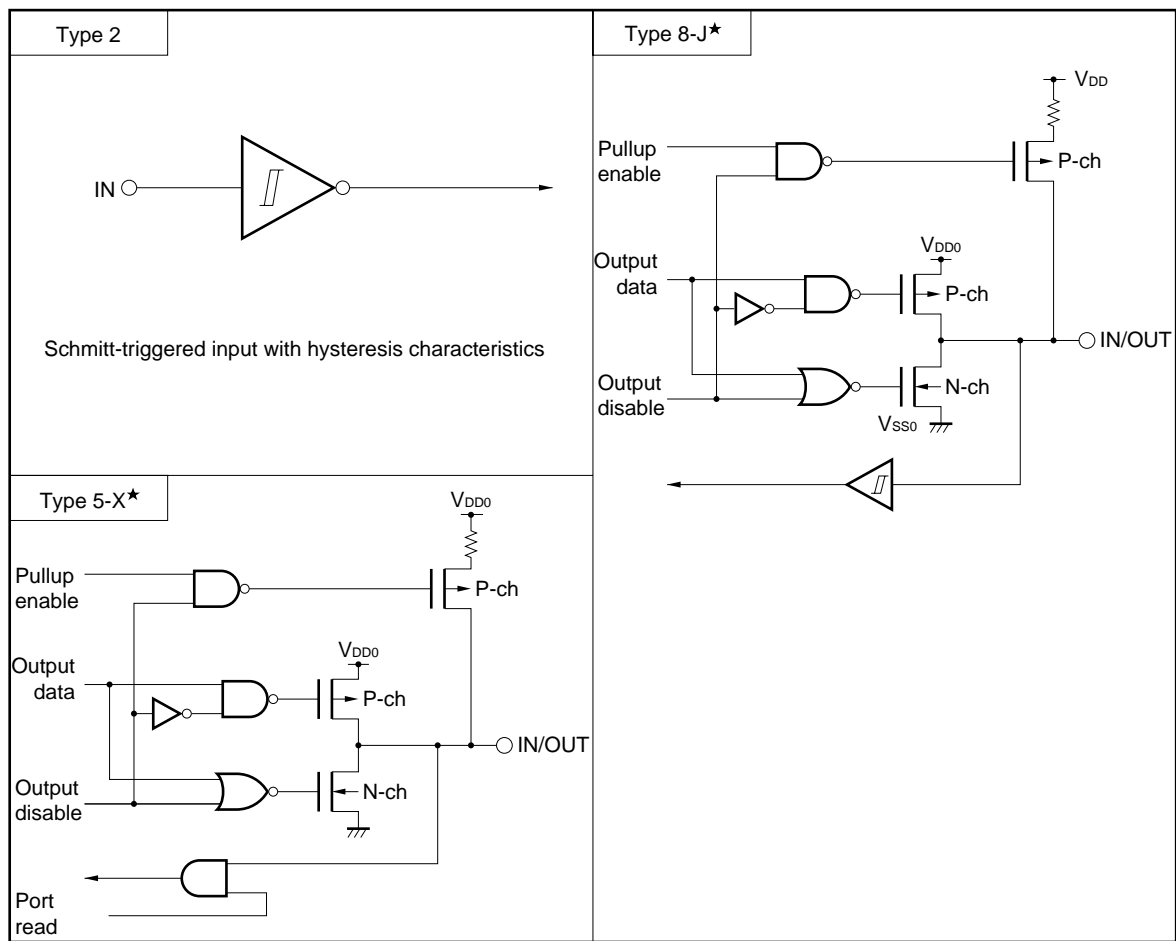 Type 2
IN
Schmitt-triggered input with hysteresis characteristics
Type 5-X★
VDD0
Pullup
enable
P-ch
VDD0
Output
data
P-ch
IN/OUT
Output
disable
N-ch
Port
read
Type 8-J★
VDD
Pullup
enable
P-ch
VDD0
Output
data
P-ch
IN/OUT
Output
disable
N-ch
VSS0